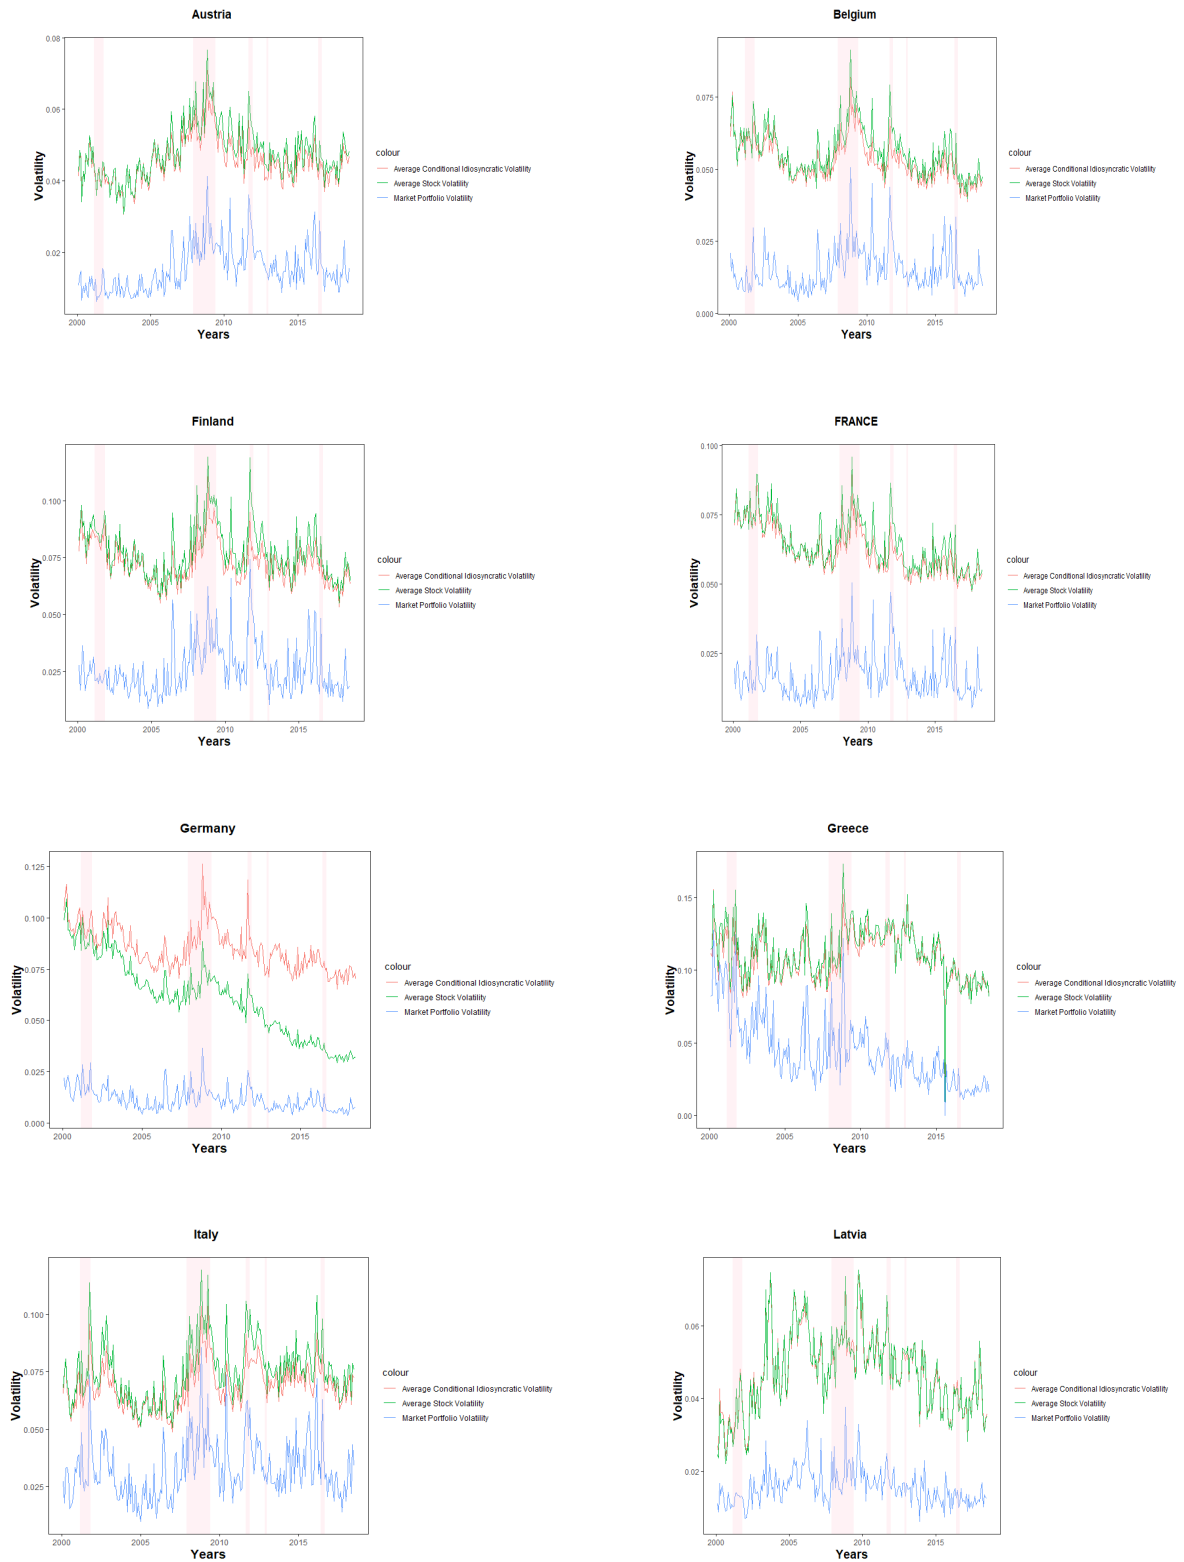 Austria
Volatility
0.08
0.06
0.04
0.02
2000
2005
2010
2015
Years
colour
Average Conditional Idiosyncratic Volatility
Average Stock Volatility
Market Portfolio Volatility
Belgium
Volatility
0.075
0.050
0.025
0.000
2000
2005
2010
2015
Years
colour
Average Conditional Idiosyncratic Volatility
Average Stock Volatility
Market Portfolio Volatility
Finland
Volatility
0.100
0.075
0.050
0.025
2000
2005
2010
2015
Years
colour
Average Conditional Idiosyncratic Volatility
Average Stock Volatility
Market Portfolio Volatility
FRANCE
Volatility
0.100
0.075
0.050
0.025
2000
2005
2010
2015
Years
colour
Average Conditional Idiosyncratic Volatility
Average Stock Volatility
Market Portfolio Volatility
Germany
Volatility
0.125
0.100
0.075
0.050
0.025
0.000
2000
2005
2010
2015
Years
colour
Average Conditional Idiosyncratic Volatility
Average Stock Volatility
Market Portfolio Volatility
Greece
Volatility
0.15
0.10
0.05
0.00
2000
2005
2010
2015
Years
colour
Average Conditional Idiosyncratic Volatility
Average Stock Volatility
Market Portfolio Volatility
Italy
Volatility
0.100
0.075
0.050
0.025
2000
2005
2010
2015
Years
colour
Average Conditional Idiosyncratic Volatility
Average Stock Volatility
Market Portfolio Volatility
Latvia
Volatility
0.06
0.04
0.02
2000
2005
2010
2015
Years
colour
Average Conditional Idiosyncratic Volatility
Average Stock Volatility
Market Portfolio Volatility